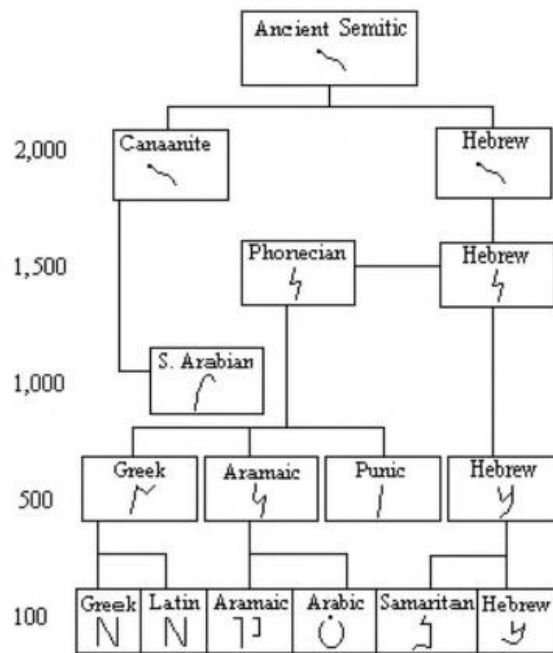 Ancient Semitic
2,000
Canaanite
Hebrew
1,500
Phonecian
Hebrew
1,000
S. Arabian
500
Greek
Aramaic
Punic
Hebrew
100
Greek
Latin
Aramaic
Arabic
Samaritan
Hebrew